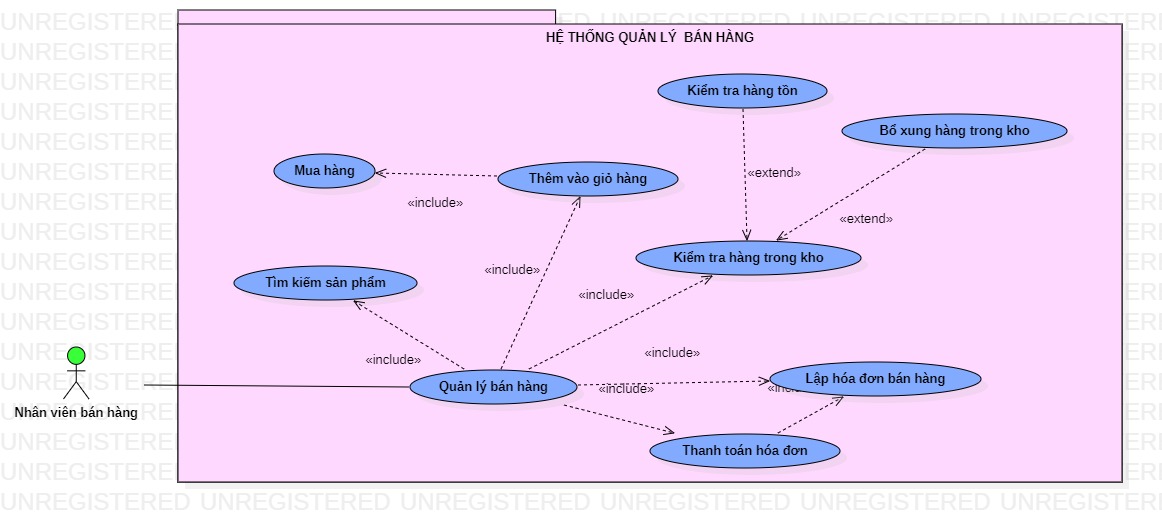 HỆ THỐNG QUẢN LÝ BÁN HÀNG
Kiểm tra hàng tồn
Bổ xung hàng trong kho
Mua hàng
Thêm vào giỏ hàng
«extend»
«include»
«extend»
Kiểm tra hàng trong kho
«include»
Tìm kiếm sản phẩm
«include»
«include»
«include»
Nhân viên bán hàng
Quản lý bán hàng
«include»
Lập hóa đơn bán hàng
Thanh toán hóa đơn
UNREGISTERED UNREGISTERED UNREGISTERED UNREGISTERED UNREGISTERED